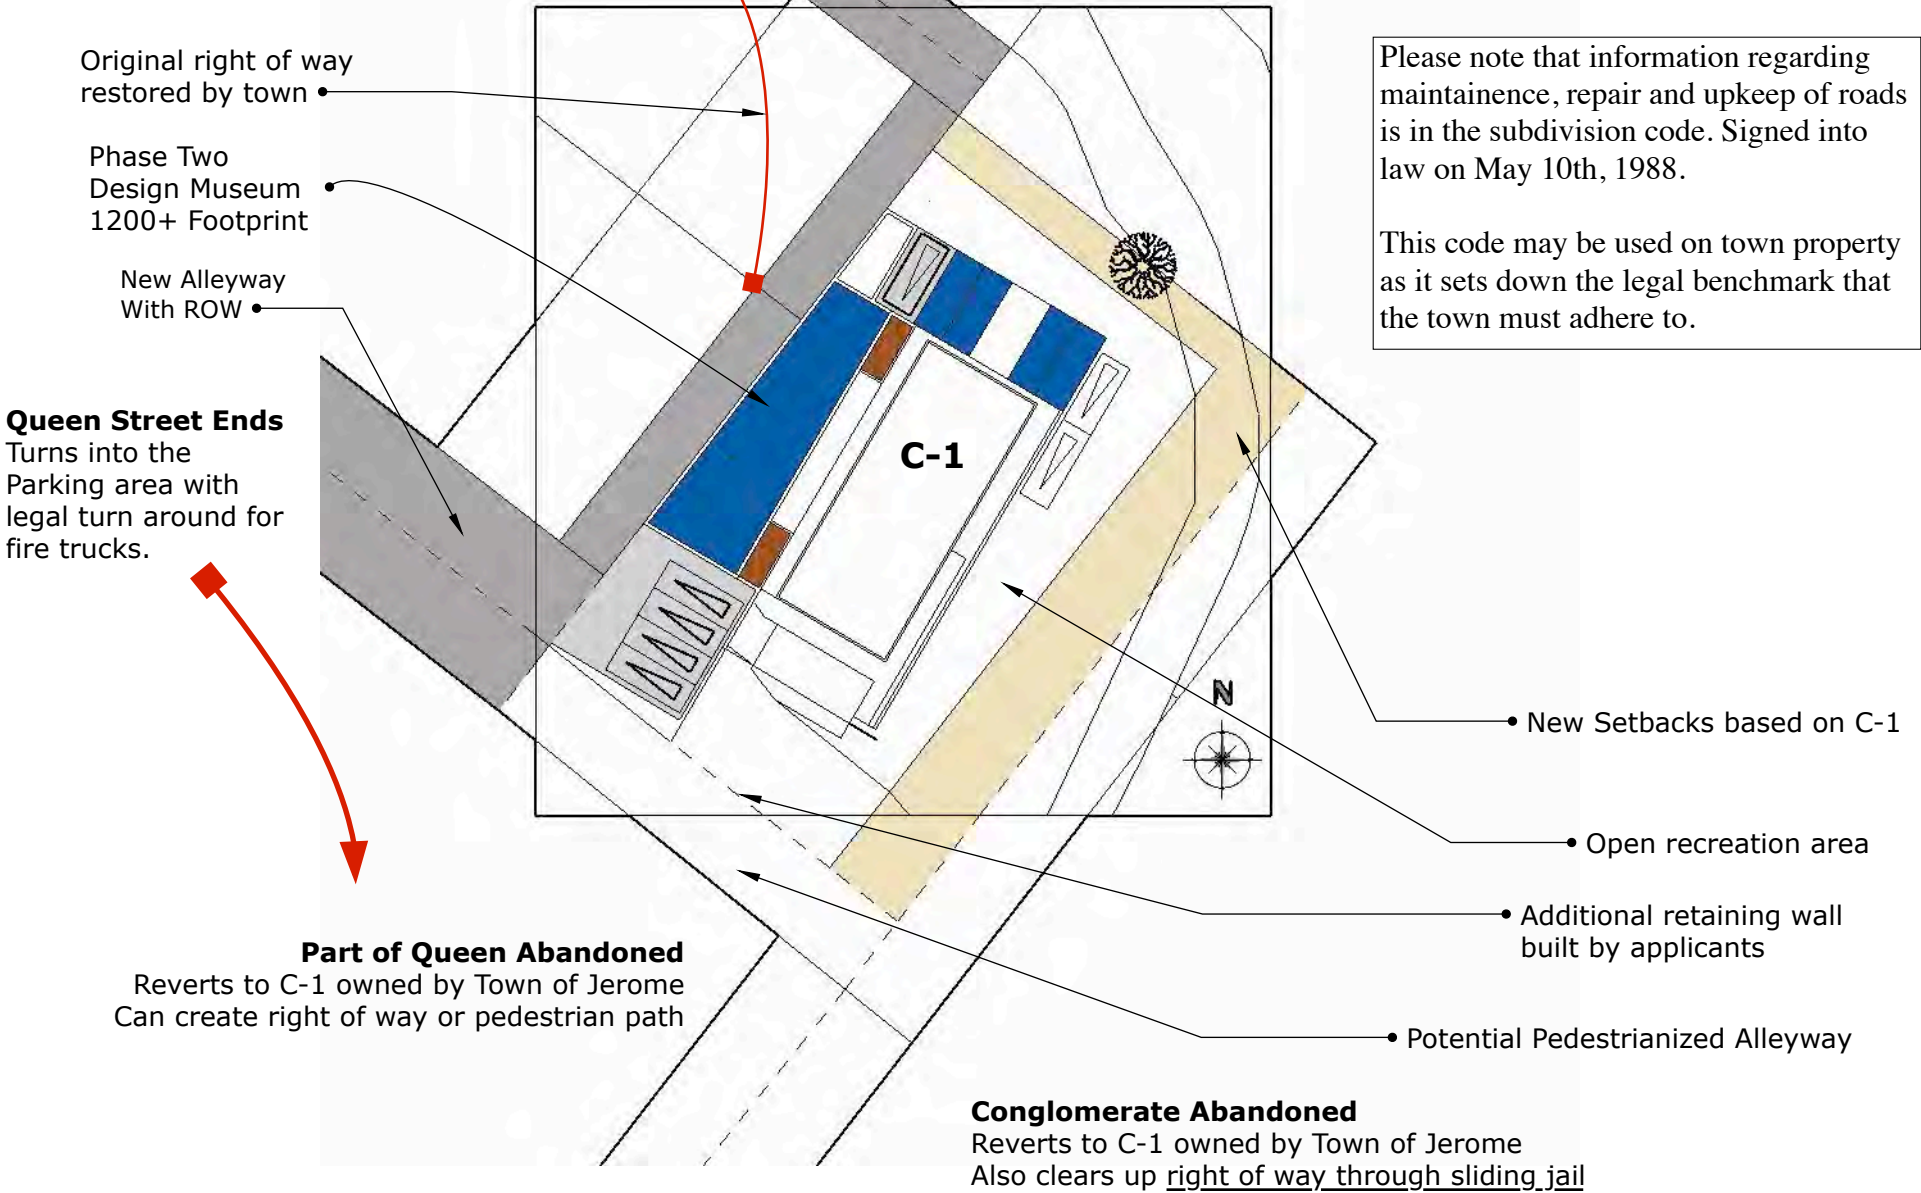 Original right of way
restored by town
Phase Two
Design Museum
1200+ Footprint
New Alleyway
With ROW
Queen Street Ends
Turns into the
Parking area with
legal turn around for
fire trucks.
Please note that information regarding
maintainence, repair and upkeep of roads
is in the subdivision code. Signed into
law on May 10th, 1988.
This code may be used on town property
as it sets down the legal benchmark that
the town must adhere to.
C-1
N
New Setbacks based on C-1
Open recreation area
Additional retaining wall
built by applicants
Part of Queen Abandoned
Reverts to C-1 owned by Town of Jerome
Can create right of way or pedestrian path
Potential Pedestrianized Alleyway
Conglomerate Abandoned
Reverts to C-1 owned by Town of Jerome
Also clears up right of way through sliding jail